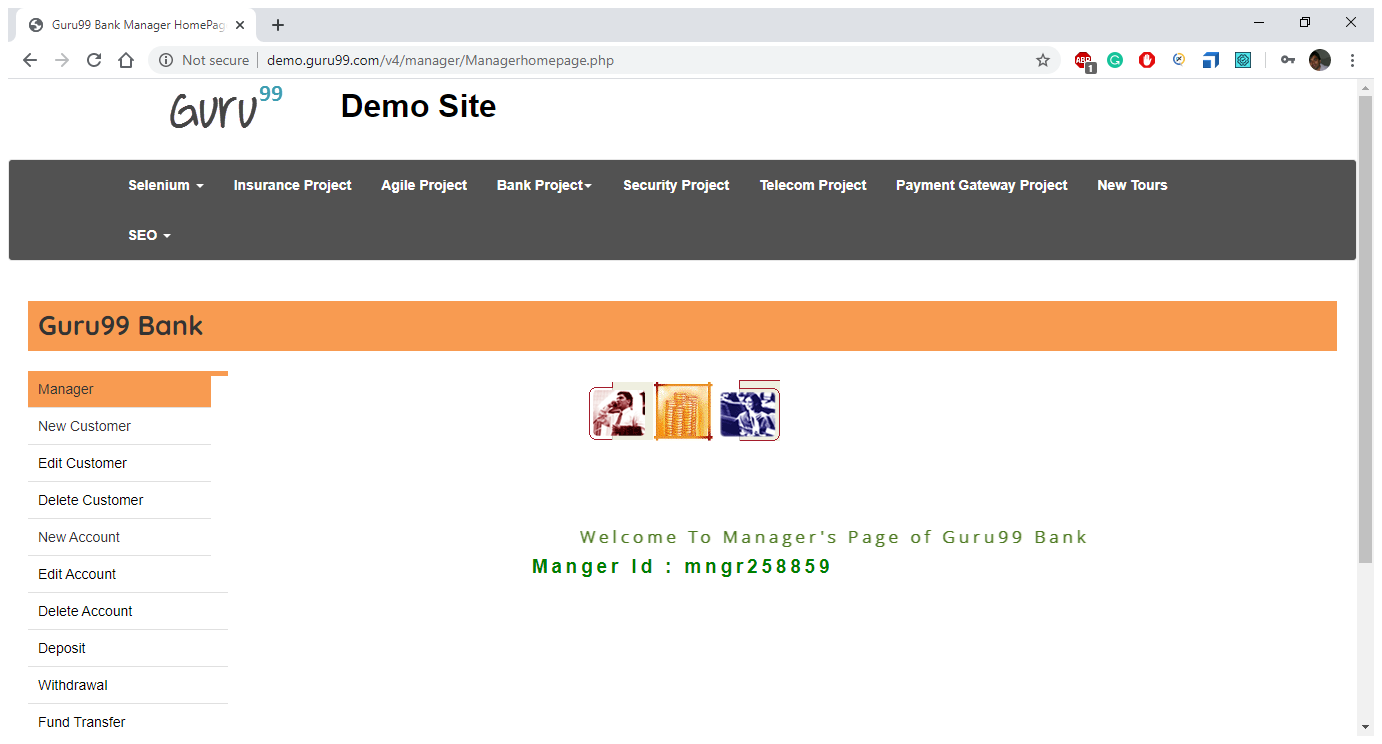 Guru99 Bank Manager HomePag
Not secure | demo.guru99.com/v4/manager/Managerhomepage.php
ABP
1
Guru99 Demo Site
Selenium Insurance Project Agile Project Bank Project Security Project Telecom Project Payment Gateway Project New Tours
SEO
Guru99 Bank
Manager
New Customer
Edit Customer
Delete Customer
New Account
Edit Account
Delete Account
Deposit
Withdrawal
Fund Transfer
Welcome To Manager's Page of Guru99 Bank
Manger Id : mngr258859